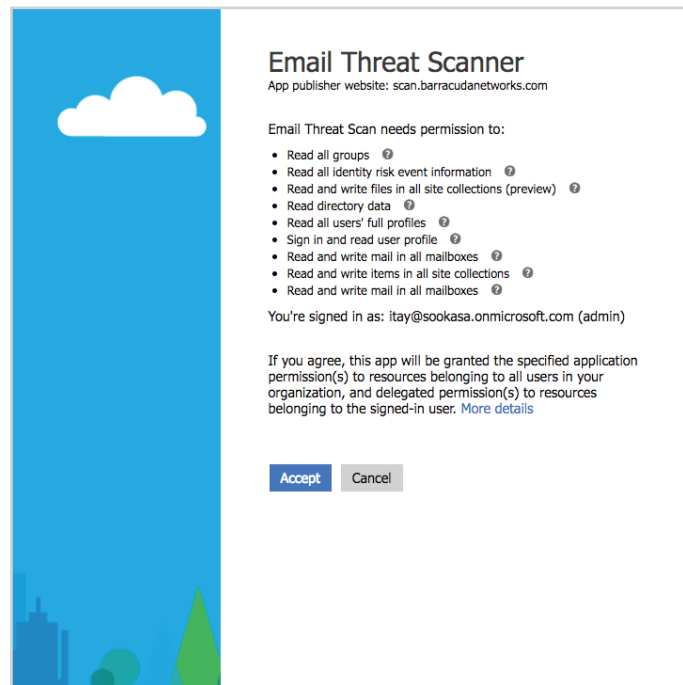 Email Threat Scanner
App publisher website: scan.barracudanetworks.com
Email Threat Scan needs permission to:
• Read all groups ?
• Read all identity risk event information ?
• Read and write files in all site collections (preview) ?
• Read directory data ?
• Read all users' full profiles ?
• Sign in and read user profile ?
• Read and write mail in all mailboxes ?
• Read and write items in all site collections ?
• Read and write mail in all mailboxes ?
You're signed in as: itay@sookasa.onmicrosoft.com (admin)
If you agree, this app will be granted the specified application
permission(s) to resources belonging to all users in your
organization, and delegated permission(s) to resources
belonging to the signed-in user. More details
Accept Cancel